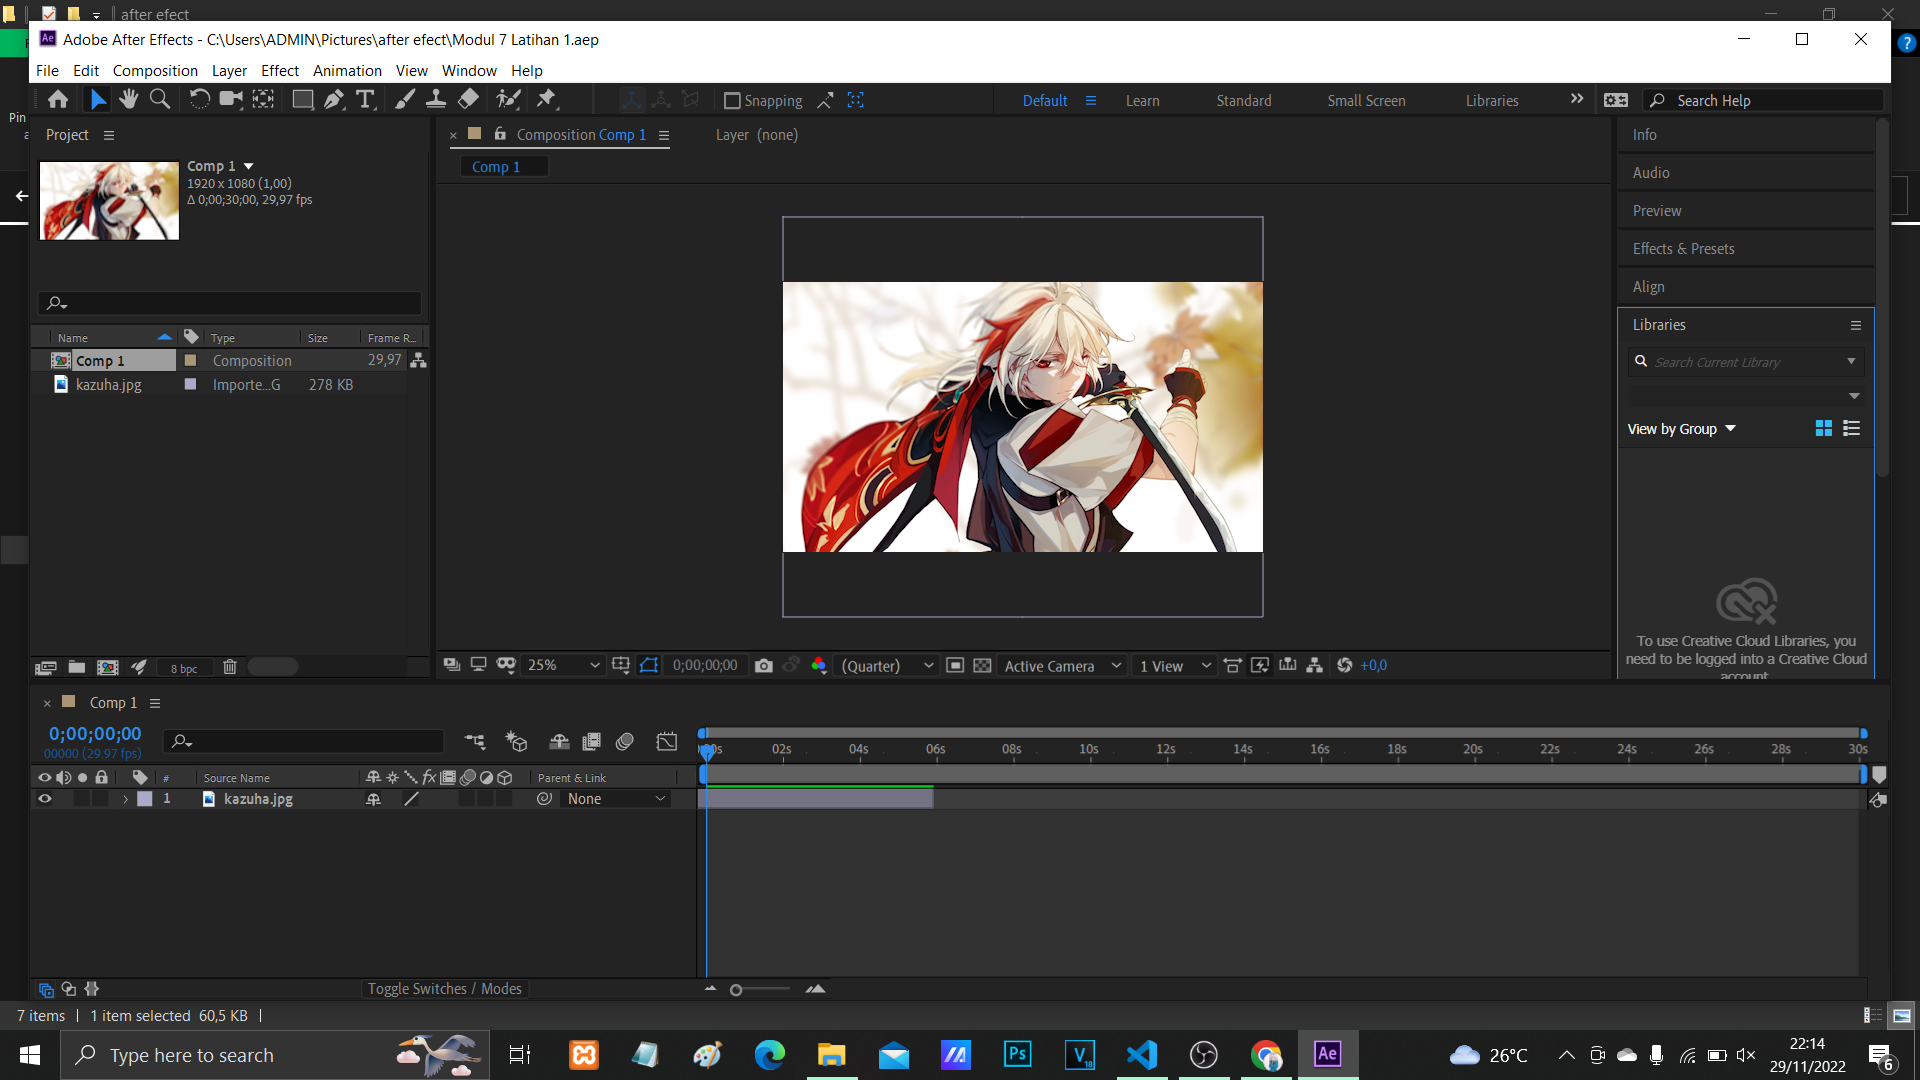 after efect
Adobe After Effects - C:\Users\ADMIN\Pictures\after efect\Modul 7 Latihan 1.aep
File Edit Composition Layer Effect Animation View Window Help
Snapping
Default Learn Standard Small Screen Libraries
Search Help
Pin
Project
Comp 1
1920 x 1080 (1,00)
Δ 0;00;30;00, 29,97 fps
Name Type Size Frame R...
Comp 1 Composition 29,97
kazuha.jpg Importe...G 278 KB
8 bpc
Composition Comp 1
Layer (none)
Comp 1
25% 0;00;00;00 (Quarter) Active Camera 1 View +0,0
Info
Audio
Preview
Effects & Presets
Align
Libraries
Search Current Library
View by Group
To use Creative Cloud Libraries, you
need to be logged into a Creative Cloud
account
Comp 1
0;00;00;00
00000 (29.97 fps)
02s 04s 06s 08s 10s 12s 14s 16s 18s 20s 22s 24s 26s 28s 30s
# Source Name Parent & Link
1 kazuha.jpg None
Toggle Switches / Modes
7 items 1 item selected 60,5 KB
Type here to search
Ps
V
18
Ae
26°C
22:14
29/11/2022
6